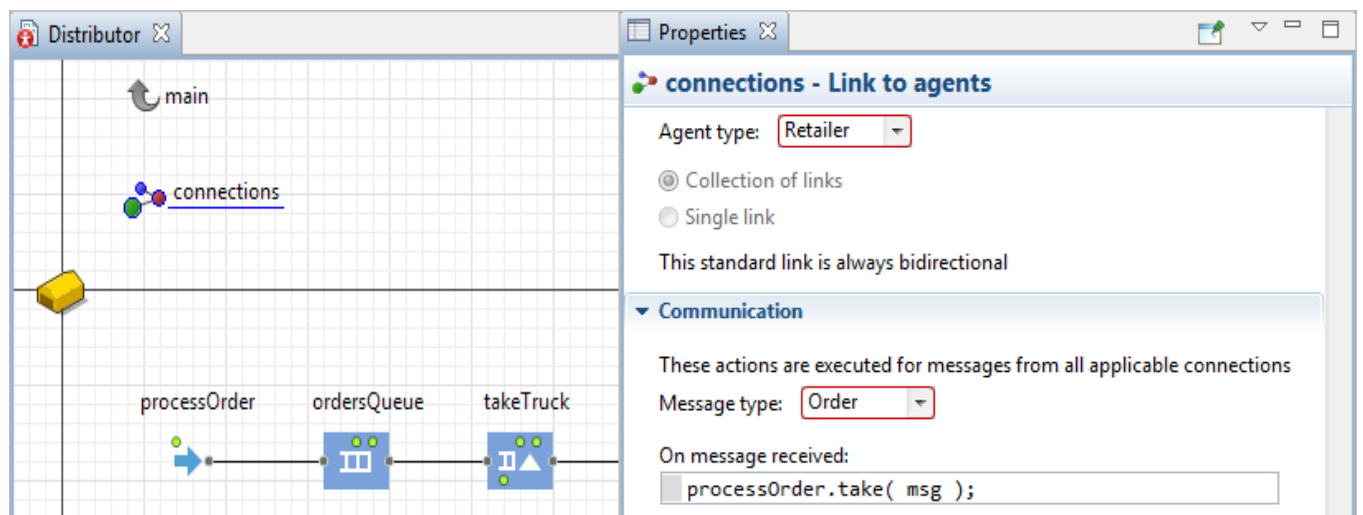 Distributor
main
connections
processOrder ordersQueue takeTruck
Properties
connections - Link to agents
Agent type: Retailer
Collection of links
Single link
This standard link is always bidirectional
Communication
These actions are executed for messages from all applicable connections
Message type: Order
On message received:
processOrder.take( msg );